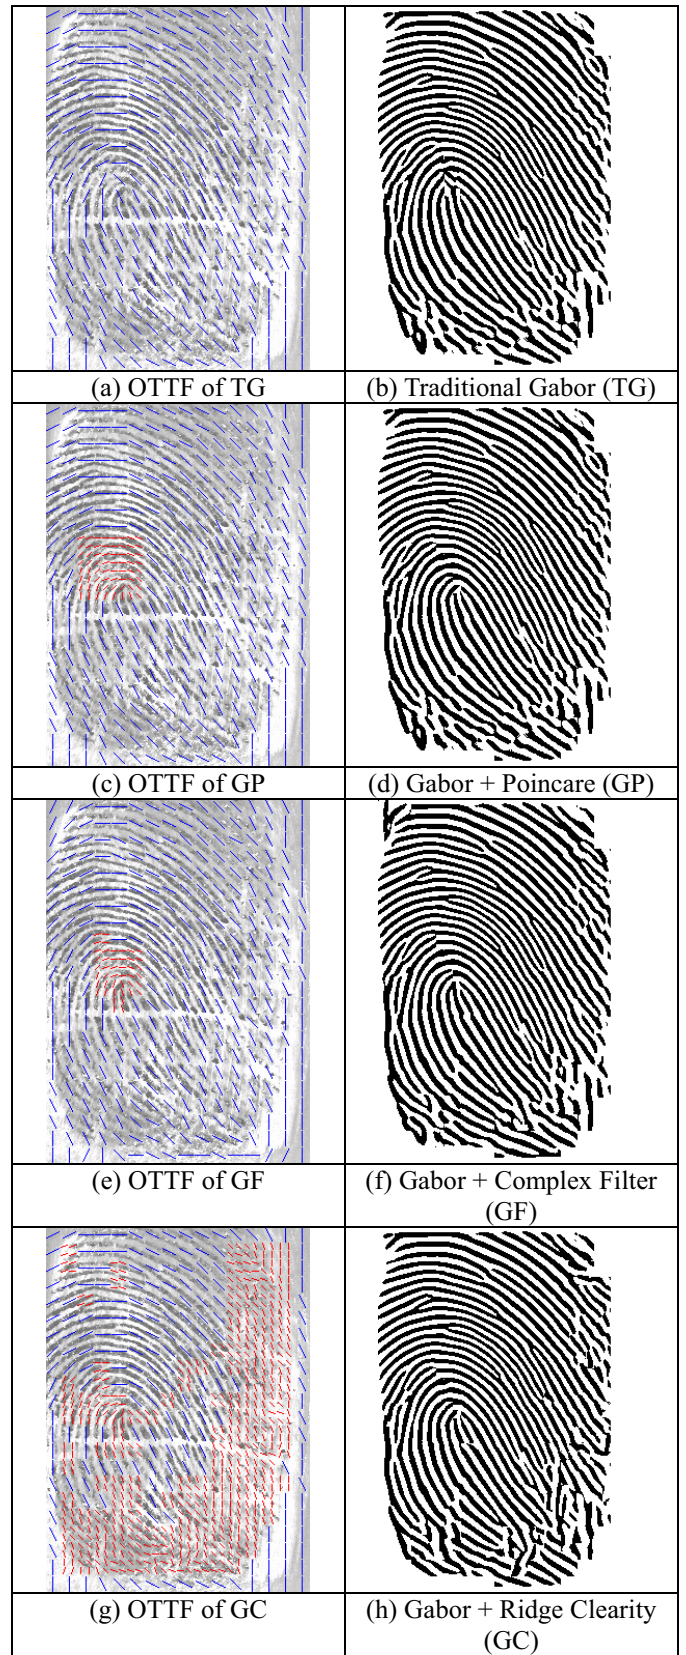 (a) OTTF of TG
(b) Traditional Gabor (TG)
(c) OTTF of GP
(d) Gabor + Poincare (GP)
(e) OTTF of GF
(f) Gabor + Complex Filter
(GF)
(g) OTTF of GC
(h) Gabor + Ridge Clearity
(GC)